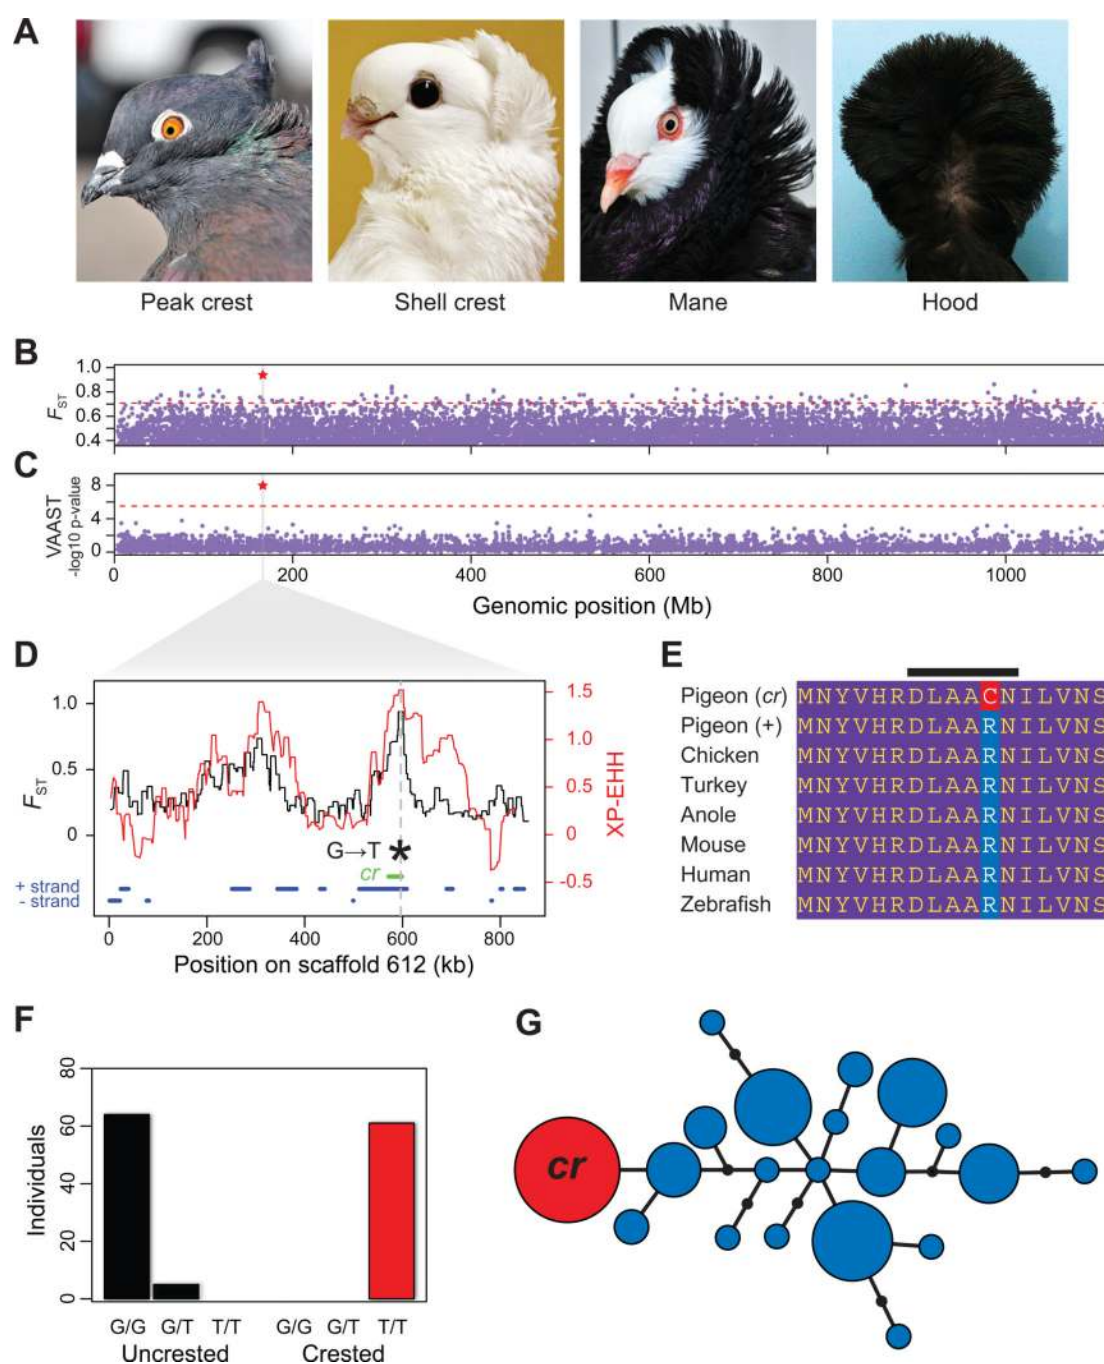 A
Peak crest
Shell crest
Mane
Hood
B
1.0
0.8
0.6
0.4
FST
C
8
4
0
VAAST
-log10 p-value
0
200
400
600
800
1000
Genomic position (Mb)
D
1.0
0.5
0
FST
1.5
1.0
0.5
0
-0.5
XP-EHH
G→T *
cr
+ strand
- strand
0
200
400
600
800
Position on scaffold 612 (kb)
E
Pigeon (cr) MNYVHRDLAACNILVNS
Pigeon (+) MNYVHRDLAARNILVNS
Chicken MNYVHRDLAARNILVNS
Turkey MNYVHRDLAARNILVNS
Anole MNYVHRDLAARNILVNS
Mouse MNYVHRDLAARNILVNS
Human MNYVHRDLAARNILVNS
Zebrafish MNYVHRDLAARNILVNS
F
80
60
40
20
0
Individuals
G/G G/T T/T G/G G/T T/T
Uncrested Crested
G
cr